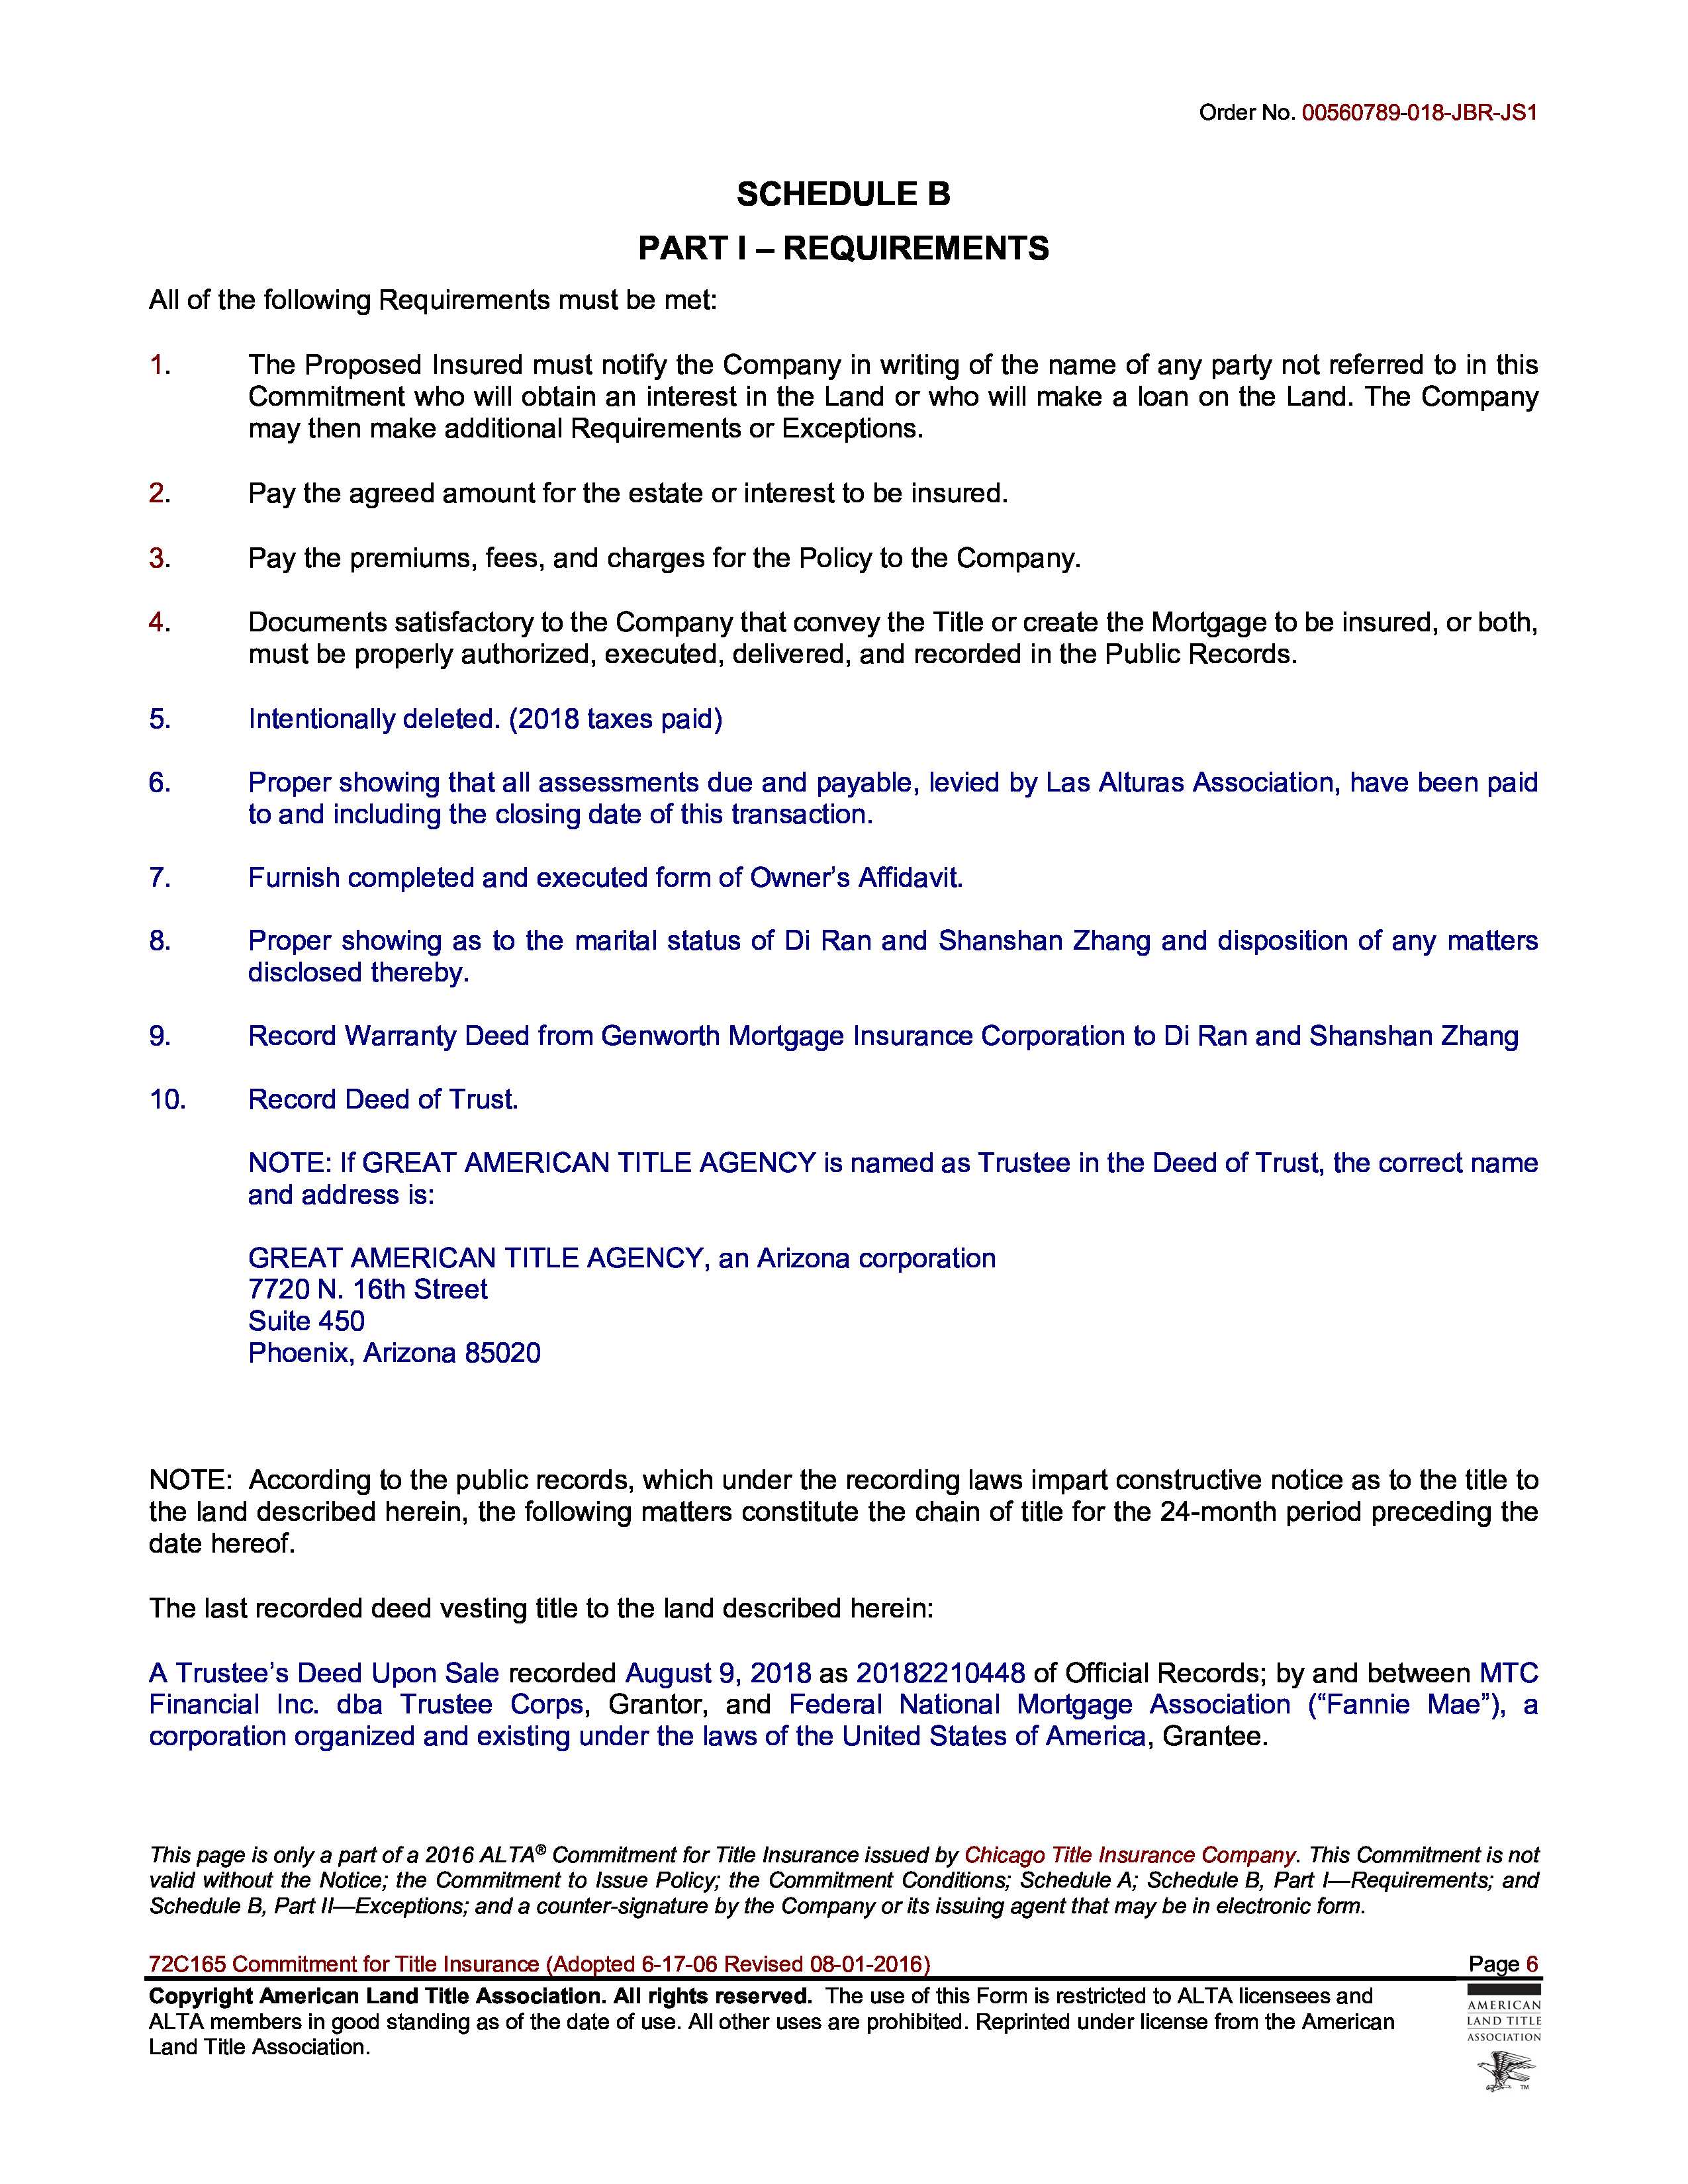 Order No. 00560789-018-JBR-JS1
SCHEDULE B
PART I – REQUIREMENTS
All of the following Requirements must be met:
1. The Proposed Insured must notify the Company in writing of the name of any party not referred to in this
Commitment who will obtain an interest in the Land or who will make a loan on the Land. The Company
may then make additional Requirements or Exceptions.
2. Pay the agreed amount for the estate or interest to be insured.
3. Pay the premiums, fees, and charges for the Policy to the Company.
4. Documents satisfactory to the Company that convey the Title or create the Mortgage to be insured, or both,
must be properly authorized, executed, delivered, and recorded in the Public Records.
5. Intentionally deleted. (2018 taxes paid)
6. Proper showing that all assessments due and payable, levied by Las Alturas Association, have been paid
to and including the closing date of this transaction.
7. Furnish completed and executed form of Owner’s Affidavit.
8. Proper showing as to the marital status of Di Ran and Shanshan Zhang and disposition of any matters
disclosed thereby.
9. Record Warranty Deed from Genworth Mortgage Insurance Corporation to Di Ran and Shanshan Zhang
10. Record Deed of Trust.
NOTE: If GREAT AMERICAN TITLE AGENCY is named as Trustee in the Deed of Trust, the correct name
and address is:
GREAT AMERICAN TITLE AGENCY, an Arizona corporation
7720 N. 16th Street
Suite 450
Phoenix, Arizona 85020
NOTE: According to the public records, which under the recording laws impart constructive notice as to the title to
the land described herein, the following matters constitute the chain of title for the 24-month period preceding the
date hereof.
The last recorded deed vesting title to the land described herein:
A Trustee’s Deed Upon Sale recorded August 9, 2018 as 20182210448 of Official Records; by and between MTC
Financial Inc. dba Trustee Corps, Grantor, and Federal National Mortgage Association (“Fannie Mae”), a
corporation organized and existing under the laws of the United States of America, Grantee.
This page is only a part of a 2016 ALTA® Commitment for Title Insurance issued by Chicago Title Insurance Company. This Commitment is not
valid without the Notice; the Commitment to Issue Policy; the Commitment Conditions; Schedule A; Schedule B, Part I—Requirements; and
Schedule B, Part II—Exceptions; and a counter-signature by the Company or its issuing agent that may be in electronic form.
72C165 Commitment for Title Insurance (Adopted 6-17-06 Revised 08-01-2016) Page 6
Copyright American Land Title Association. All rights reserved. The use of this Form is restricted to ALTA licensees and
ALTA members in good standing as of the date of use. All other uses are prohibited. Reprinted under license from the American
Land Title Association.
AMERICAN
LAND TITLE
ASSOCIATION
TM